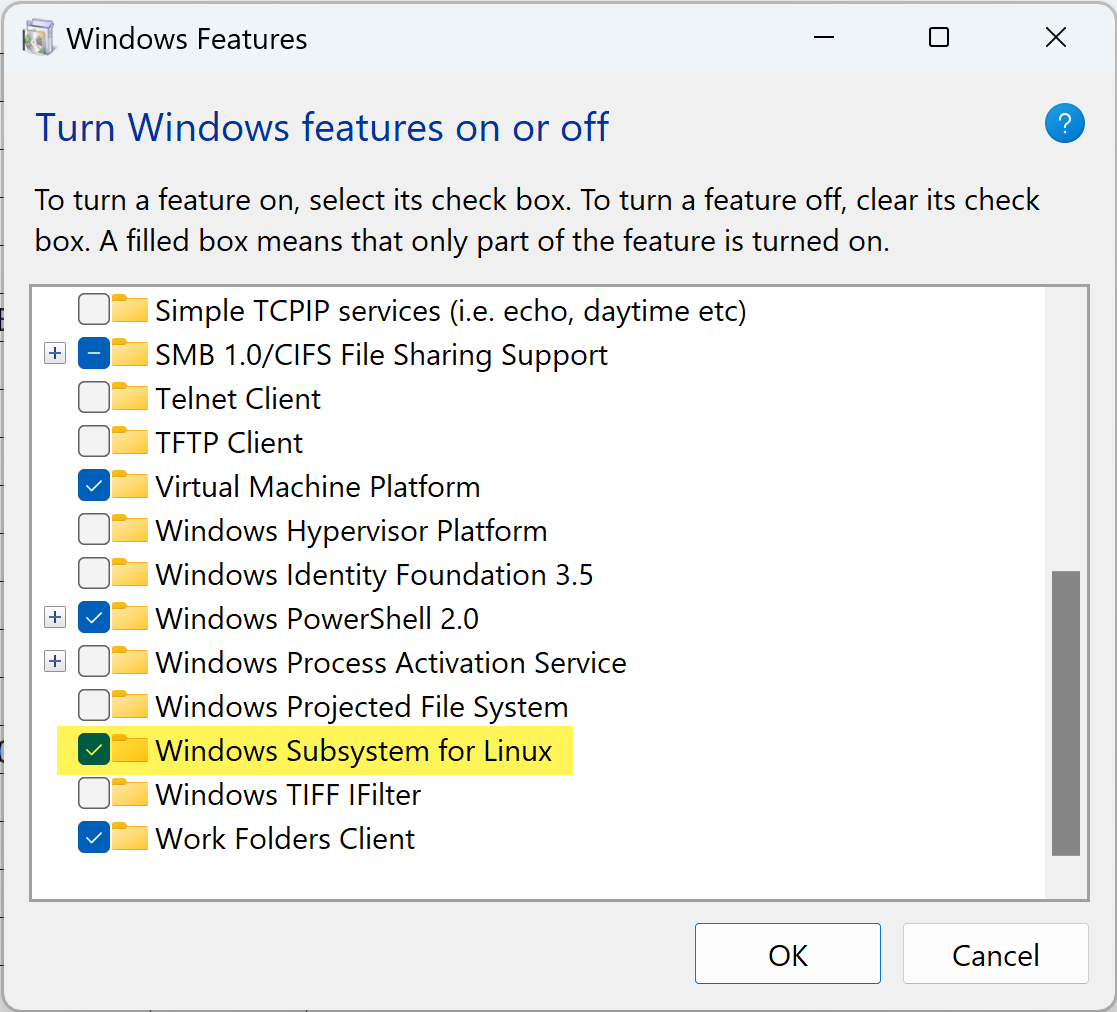 Windows Features
Turn Windows features on or off
?
To turn a feature on, select its check box. To turn a feature off, clear its check
box. A filled box means that only part of the feature is turned on.
Simple TCPIP services (i.e. echo, daytime etc)
SMB 1.0/CIFS File Sharing Support
Telnet Client
TFTP Client
Virtual Machine Platform
Windows Hypervisor Platform
Windows Identity Foundation 3.5
Windows PowerShell 2.0
Windows Process Activation Service
Windows Projected File System
Windows Subsystem for Linux
Windows TIFF IFilter
Work Folders Client
OK
Cancel